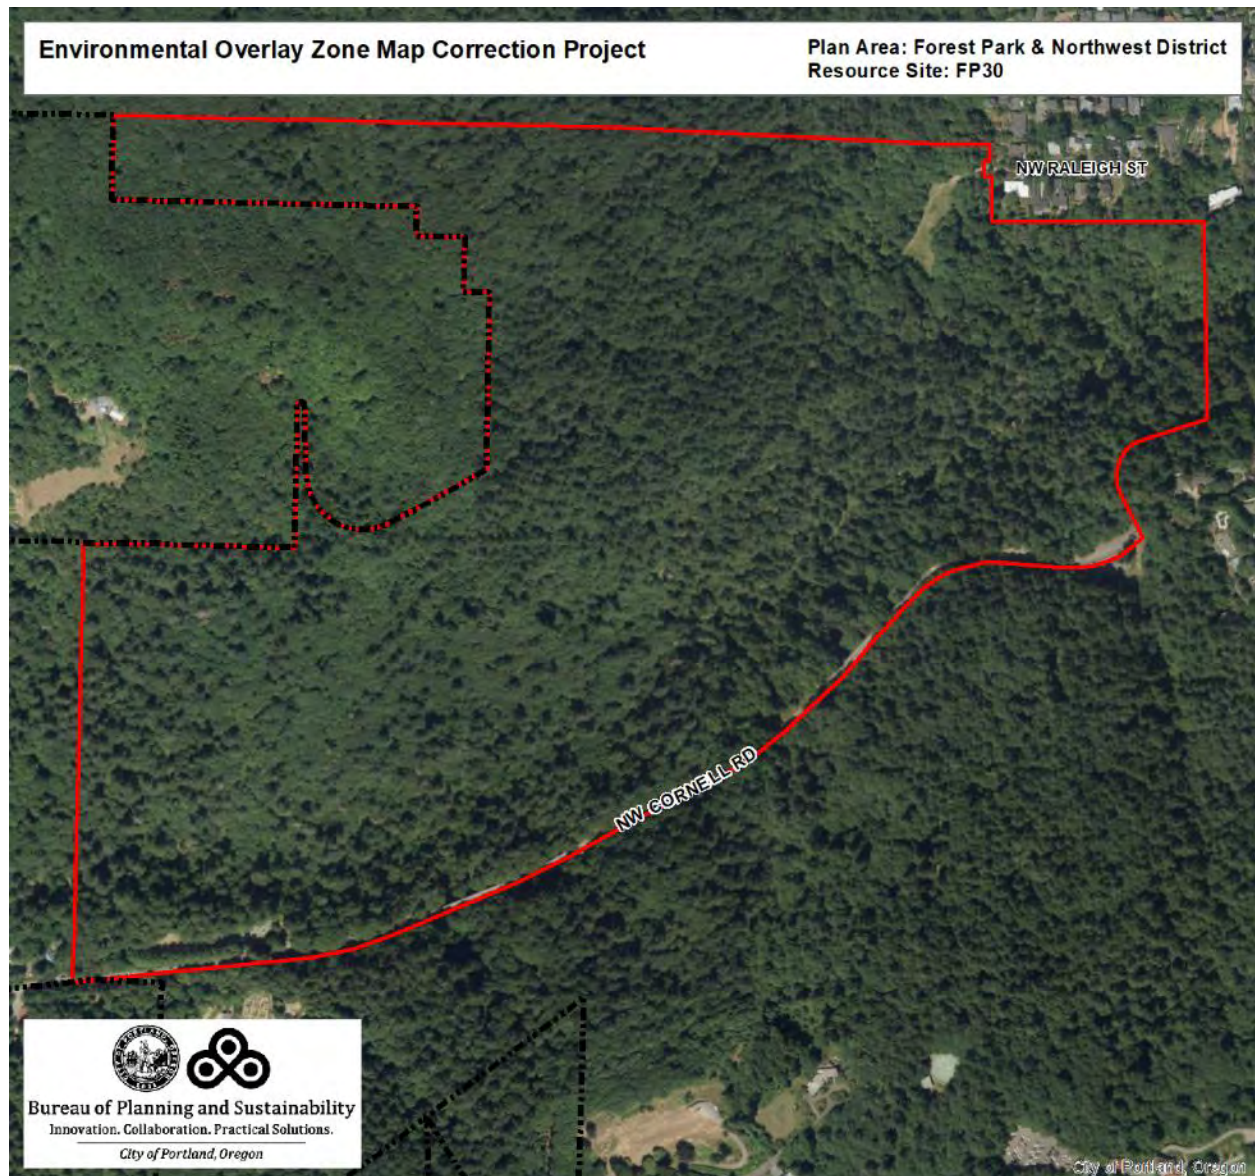 Environmental Overlay Zone Map Correction Project
Plan Area: Forest Park & Northwest District
Resource Site: FP30
NW RALEIGH ST
NW CORNELL RD
Bureau of Planning and Sustainability
Innovation. Collaboration. Practical Solutions.
City of Portland, Oregon
City of Portland, Oregon